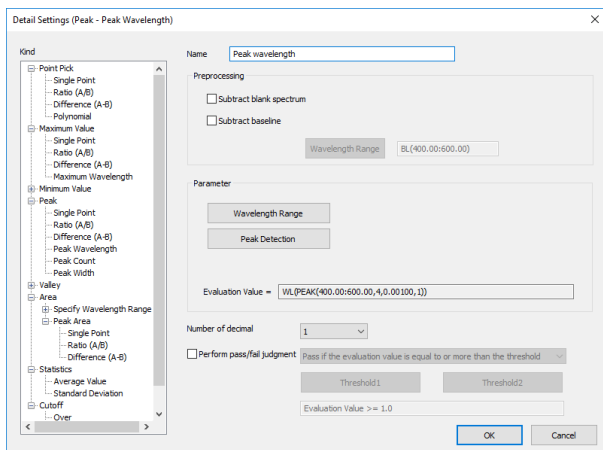 Detail Settings (Peak - Peak Wavelength)
Kind
Point Pick
Single Point
Ratio (A/B)
Difference (A-B)
Polynomial
Maximum Value
Single Point
Ratio (A/B)
Difference (A-B)
Maximum Wavelength
Minimum Value
Peak
Single Point
Ratio (A/B)
Difference (A-B)
Peak Wavelength
Peak Count
Peak Width
Valley
Area
Specify Wavelength Range
Peak Area
Single Point
Ratio (A/B)
Difference (A-B)
Statistics
Average Value
Standard Deviation
Cutoff
Over
Name Peak wavelength
Preprocessing
Subtract blank spectrum
Subtract baseline
Wavelength Range BL(400.00:600.00)
Parameter
Wavelength Range
Peak Detection
Evaluation Value = WL(PEAK(400.00:600.00,4,0.00100,1))
Number of decimal 1
Perform pass/fail judgment Pass if the evaluation value is equal to or more than the threshold
Threshold1 Threshold2
Evaluation Value >= 1.0
OK Cancel